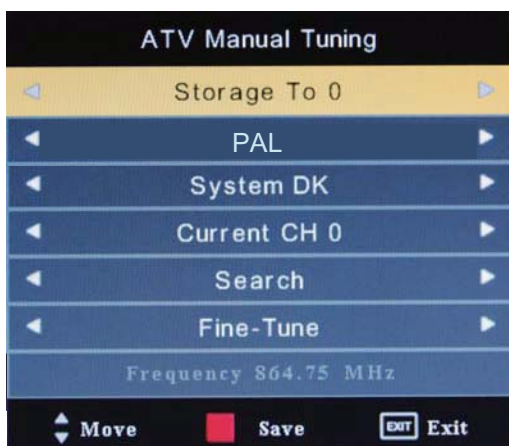 ATV Manual Tuning
Storage To 0
PAL
System DK
Current CH 0
Search
Fine-Tune
Frequency 864.75 MHz
Move Save EXIT Exit